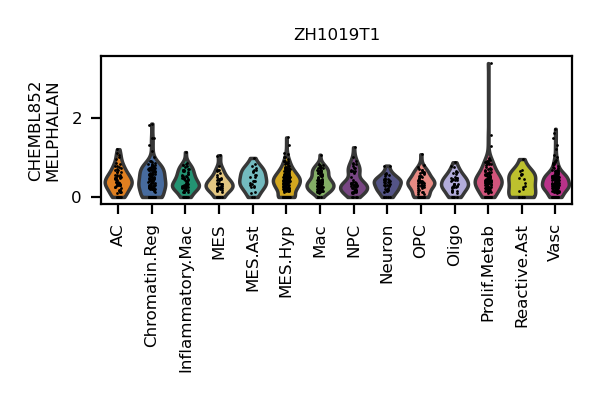 ZH1019T1
CHEMBL852
MELPHALAN
2
0
AC
Chromatin.Reg
Inflammatory.Mac
MES
MES.Ast
MES.Hyp
Mac
NPC
Neuron
OPC
Oligo
Prolif.Metab
Reactive.Ast
Vasc